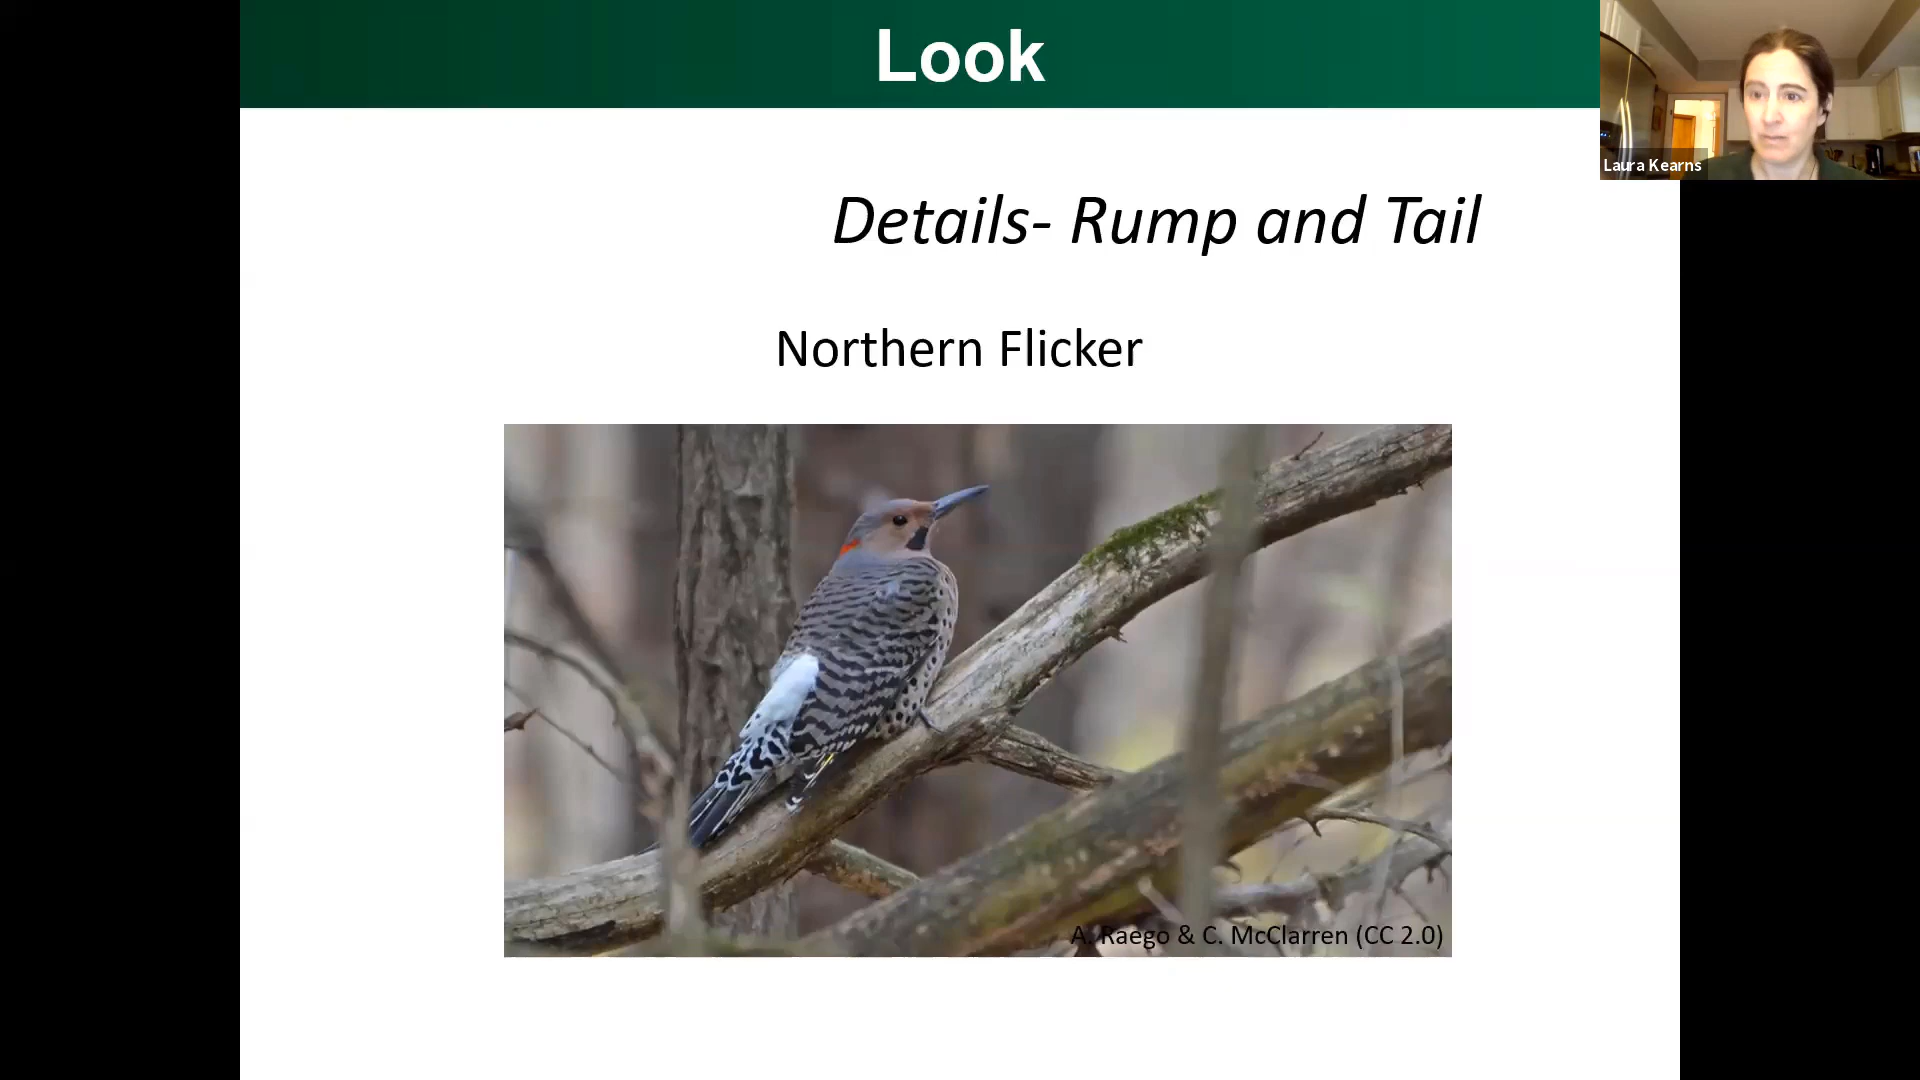 Look
Laura Kearns
Details- Rump and Tail
Northern Flicker
A. Raego & C. McClarren (CC 2.0)